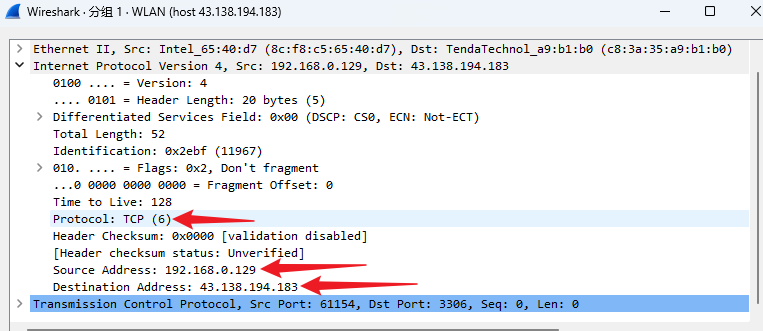 Wireshark · 分组 1 · WLAN (host 43.138.194.183)
Ethernet II, Src: Intel_65:40:d7 (8c:f8:c5:65:40:d7), Dst: TendaTechnol_a9:b1:b0 (c8:3a:35:a9:b1:b0)
Internet Protocol Version 4, Src: 192.168.0.129, Dst: 43.138.194.183
0100 .... = Version: 4
.... 0101 = Header Length: 20 bytes (5)
Differentiated Services Field: 0x00 (DSCP: CS0, ECN: Not-ECT)
Total Length: 52
Identification: 0x2ebf (11967)
010. .... = Flags: 0x2, Don't fragment
...0 0000 0000 0000 = Fragment Offset: 0
Time to Live: 128
Protocol: TCP (6)
Header Checksum: 0x0000 [validation disabled]
[Header checksum status: Unverified]
Source Address: 192.168.0.129
Destination Address: 43.138.194.183
Transmission Control Protocol, Src Port: 61154, Dst Port: 3306, Seq: 0, Len: 0